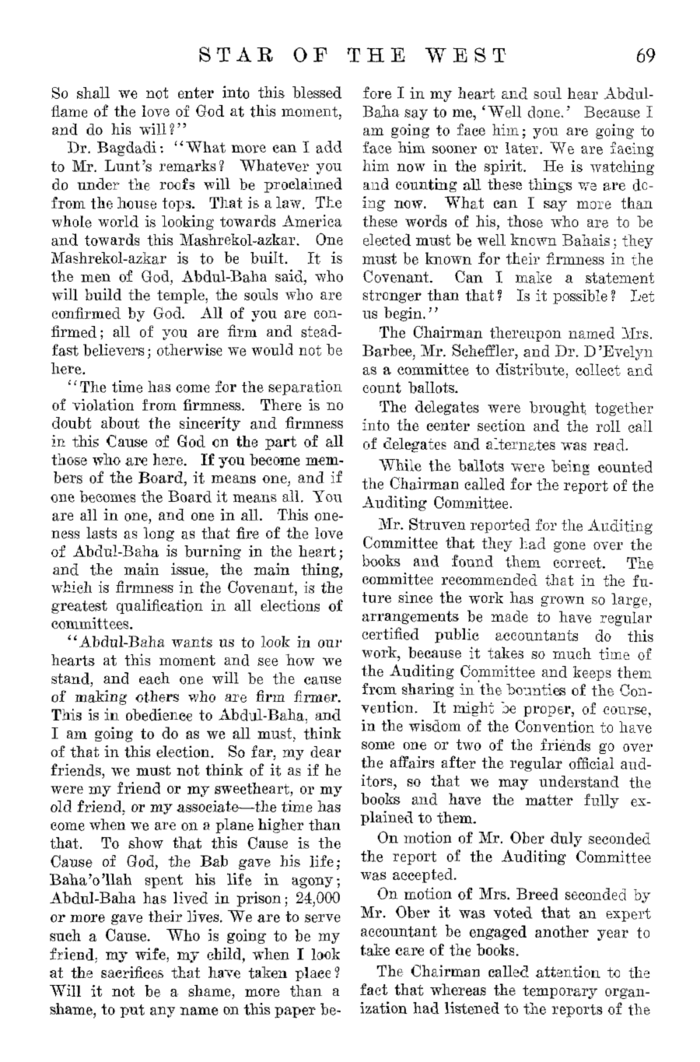 STAR OF THE WEST 69
So shall we not enter into this blessed
flame of the love of God at this moment,
and do his will?"
Dr. Bagdadi: "What more can I add
to Mr. Lunt's remarks? Whatever you
do under the roofs will be proclaimed
from the house tops. That is a law. The
whole world is looking towards America
and towards this Mashrekol-azkar. One
Mashrekol-azkar is to be built. It is
the men of God, Abdul-Baha said, who
will build the temple, the souls who are
confirmed by God. All of you are con-
firmed; all of you are firm and stead-
fast believers; otherwise we would not be
here.
"The time has come for the separation
of violation from firmness. There is no
doubt about the sincerity and firmness
in this Cause of God on the part of all
those who are here. If you become mem-
bers of the Board, it means one, and if
one becomes the Board it means all. You
are all in one, and one in all. This one-
ness lasts as long as that fire of the love
of Abdul-Baha is burning in the heart;
and the main issue, the main thing,
which is firmness in the Covenant, is the
greatest qualification in all elections of
committees.
"Abdul-Baha wants us to look in our
hearts at this moment and see how we
stand, and each one will be the cause
of making others who are firm firmer.
This is in obedience to Abdul-Baha, and
I am going to do as we all must, think
of that in this election. So far, my dear
friends, we must not think of it as if he
were my friend or my sweetheart, or my
old friend, or my associate—the time has
come when we are on a plane higher than
that. To show that this Cause is the
Cause of God, the Bab gave his life;
Baha'o'llah spent his life in agony;
Abdul-Baha has lived in prison; 24,000
or more gave their lives. We are to serve
such a Cause. Who is going to be my
friend, my wife, my child, when I look
at the sacrifices that have taken place?
Will it not be a shame, more than a
shame, to put any name on this paper be-
fore I in my heart and soul hear Abdul-
Baha say to me, 'Well done.' Because I
am going to face him; you are going to
face him sooner or later. We are facing
him now in the spirit. He is watching
and counting all these things we are do-
ing now. What can I say more than
these words of his, those who are to be
elected must be well known Bahais; they
must be known for their firmness in the
Covenant. Can I make a statement
stronger than that? Is it possible? Let
us begin."
The Chairman thereupon named Mrs.
Barbee, Mr. Scheffler, and Dr. D'Evelyn
as a committee to distribute, collect and
count ballots.
The delegates were brought together
into the center section and the roll call
of delegates and alternates was read.
While the ballots were being counted
the Chairman called for the report of the
Auditing Committee.
Mr. Struven reported for the Auditing
Committee that they had gone over the
books and found them correct. The
committee recommended that in the fu-
ture since the work has grown so large,
arrangements be made to have regular
certified public accountants do this
work, because it takes so much time of
the Auditing Committee and keeps them
from sharing in the bounties of the Con-
vention. It might be proper, of course,
in the wisdom of the Convention to have
some one or two of the friends go over
the affairs after the regular official aud-
itors, so that we may understand the
books and have the matter fully ex-
plained to them.
On motion of Mr. Ober duly seconded
the report of the Auditing Committee
was accepted.
On motion of Mrs. Breed seconded by
Mr. Ober it was voted that an expert
accountant be engaged another year to
take care of the books.
The Chairman called attention to the
fact that whereas the temporary organ-
ization had listened to the reports of the